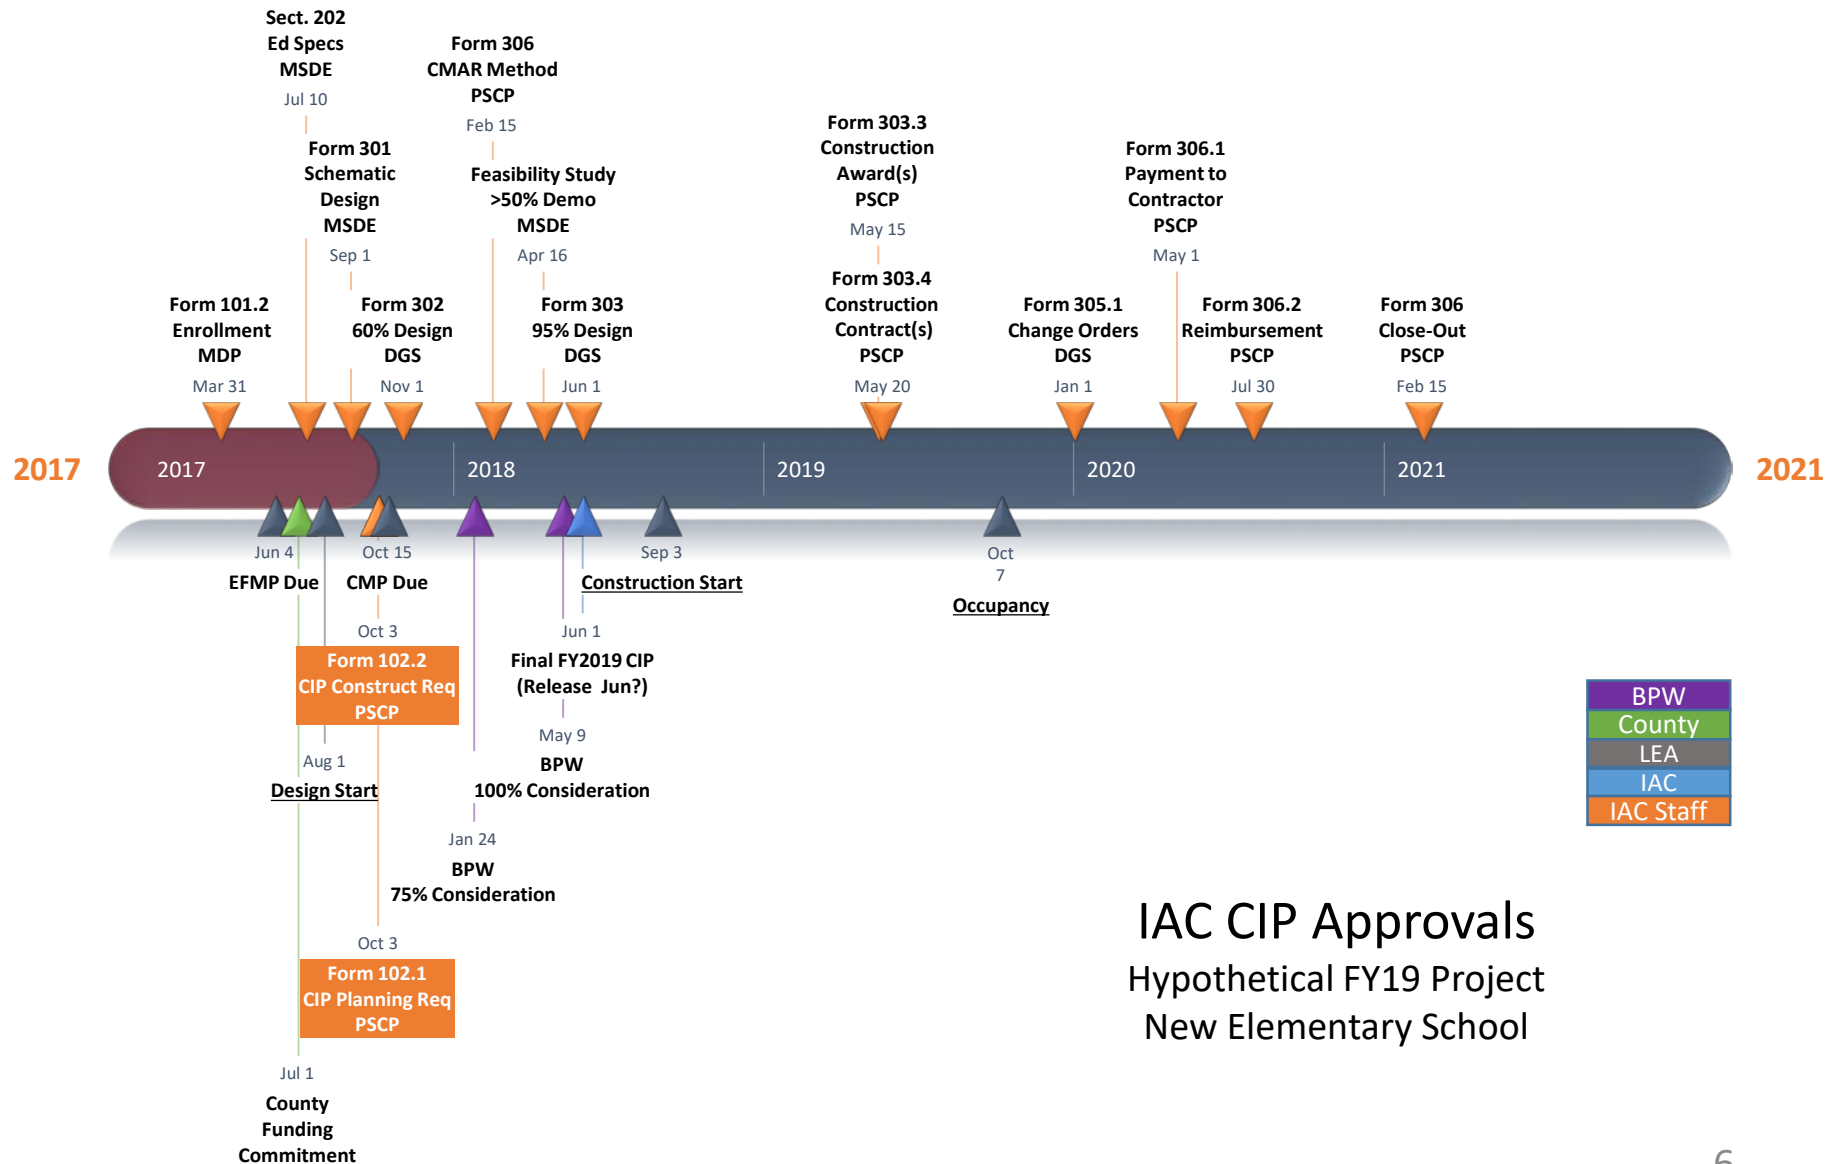 Sect. 202
Ed Specs
MSDE
Jul 10
Form 306
CMAR Method
PSCP
Feb 15
Form 301
Schematic
Design
MSDE
Sep 1
Feasibility Study
>50% Demo
MSDE
Apr 16
Form 303.3
Construction
Award(s)
PSCP
May 15
Form 306.1
Payment to
Contractor
PSCP
May 1
Form 101.2
Enrollment
MDP
Mar 31
Form 302
60% Design
DGS
Nov 1
Form 303
95% Design
DGS
Jun 1
Form 303.4
Construction
Contract(s)
PSCP
May 20
Form 305.1
Change Orders
DGS
Jan 1
Form 306.2
Reimbursement
PSCP
Jul 30
Form 306
Close-Out
PSCP
Feb 15
2017
2017
2018
2019
2020
2021
2021
Jun 4
EFMP Due
Oct 15
CMP Due
Sep 3
Construction Start
Oct
7
Occupancy
Oct 3
Form 102.2
CIP Construct Req
PSCP
Jun 1
Final FY2019 CIP
(Release Jun?)
May 9
BPW
100% Consideration
Aug 1
Design Start
Jan 24
BPW
75% Consideration
Oct 3
Form 102.1
CIP Planning Req
PSCP
Jul 1
County
Funding
Commitment
BPW
County
LEA
IAC
IAC Staff
IAC CIP Approvals
Hypothetical FY19 Project
New Elementary School
6